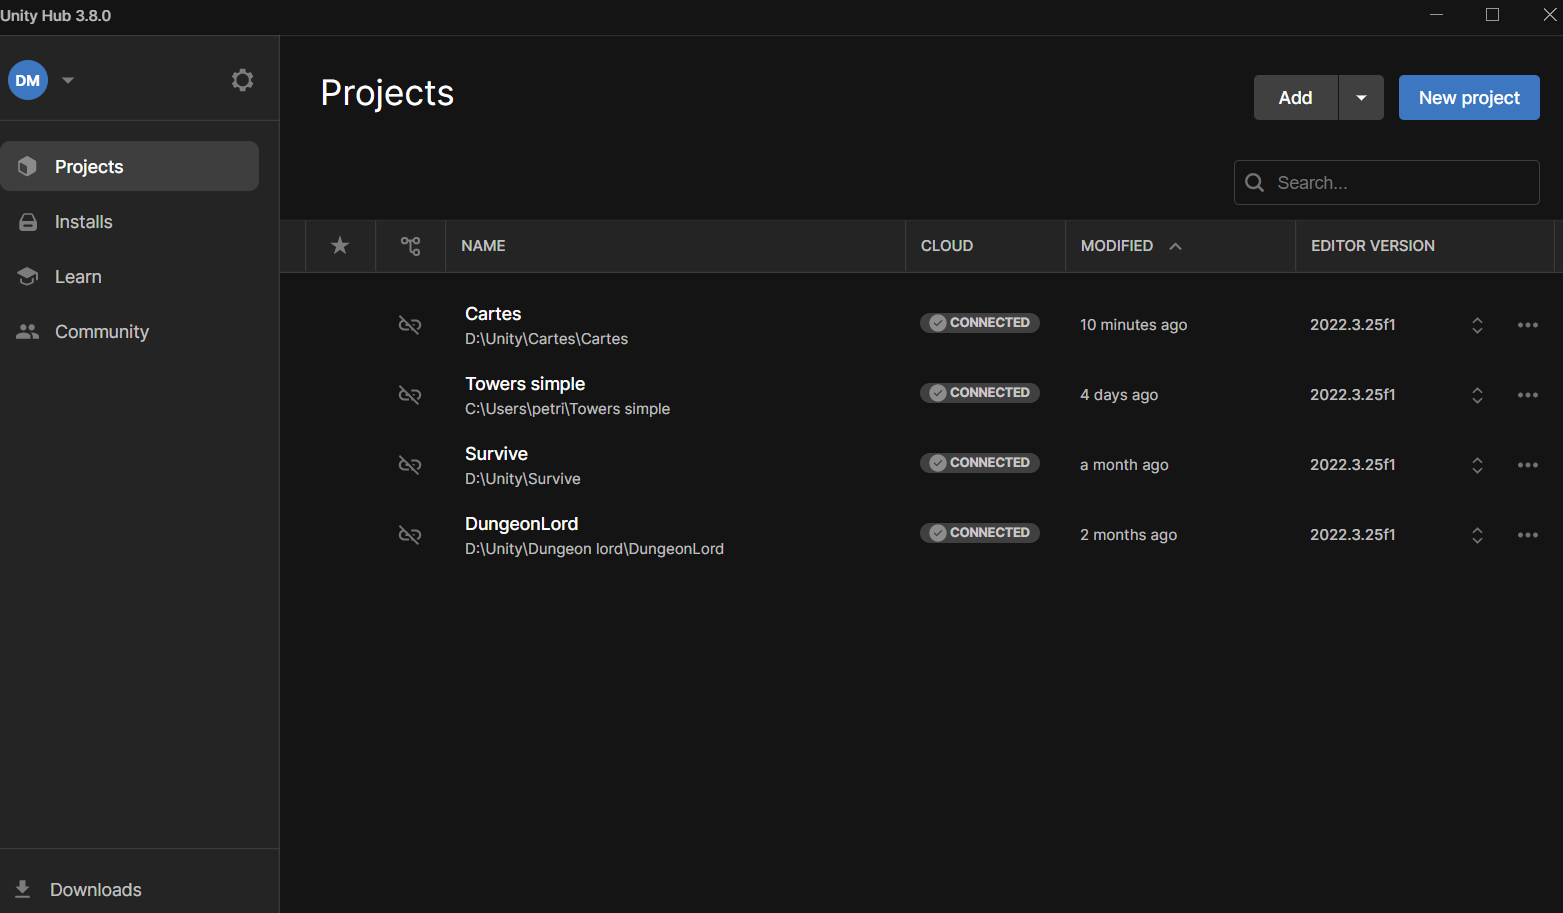 Unity Hub 3.8.0
DM
Projects
Installs
Learn
Community
Downloads
Projects
Add
New project
Search...
NAME
CLOUD
MODIFIED
EDITOR VERSION
Cartes
D:\Unity\Cartes\Cartes
CONNECTED
10 minutes ago
2022.3.25f1
Towers simple
C:\Users\petri\Towers simple
CONNECTED
4 days ago
2022.3.25f1
Survive
D:\Unity\Survive
CONNECTED
a month ago
2022.3.25f1
DungeonLord
D:\Unity\Dungeon lord\DungeonLord
CONNECTED
2 months ago
2022.3.25f1